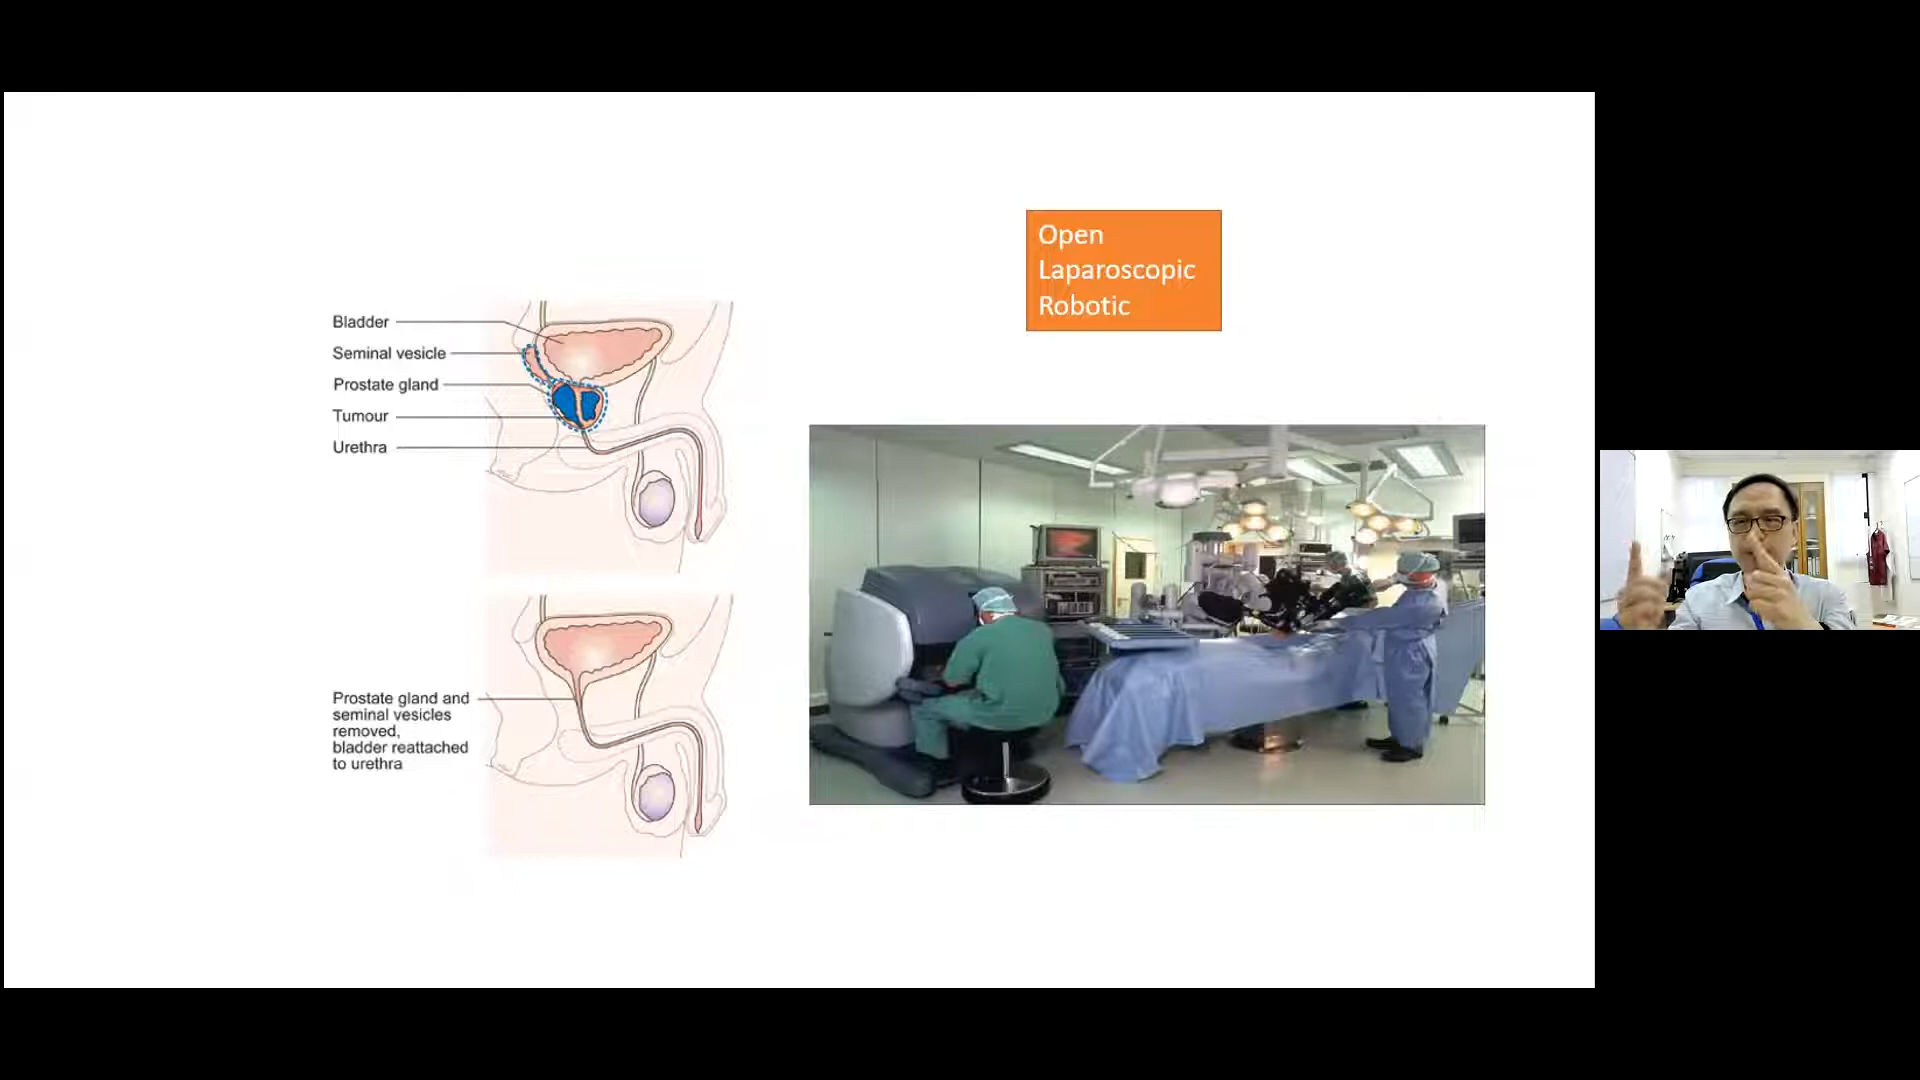 Open
Laparoscopic
Robotic
Bladder
Seminal vesicle
Prostate gland
Tumour
Urethra
Prostate gland and
seminal vesicles
removed,
bladder reattached
to urethra